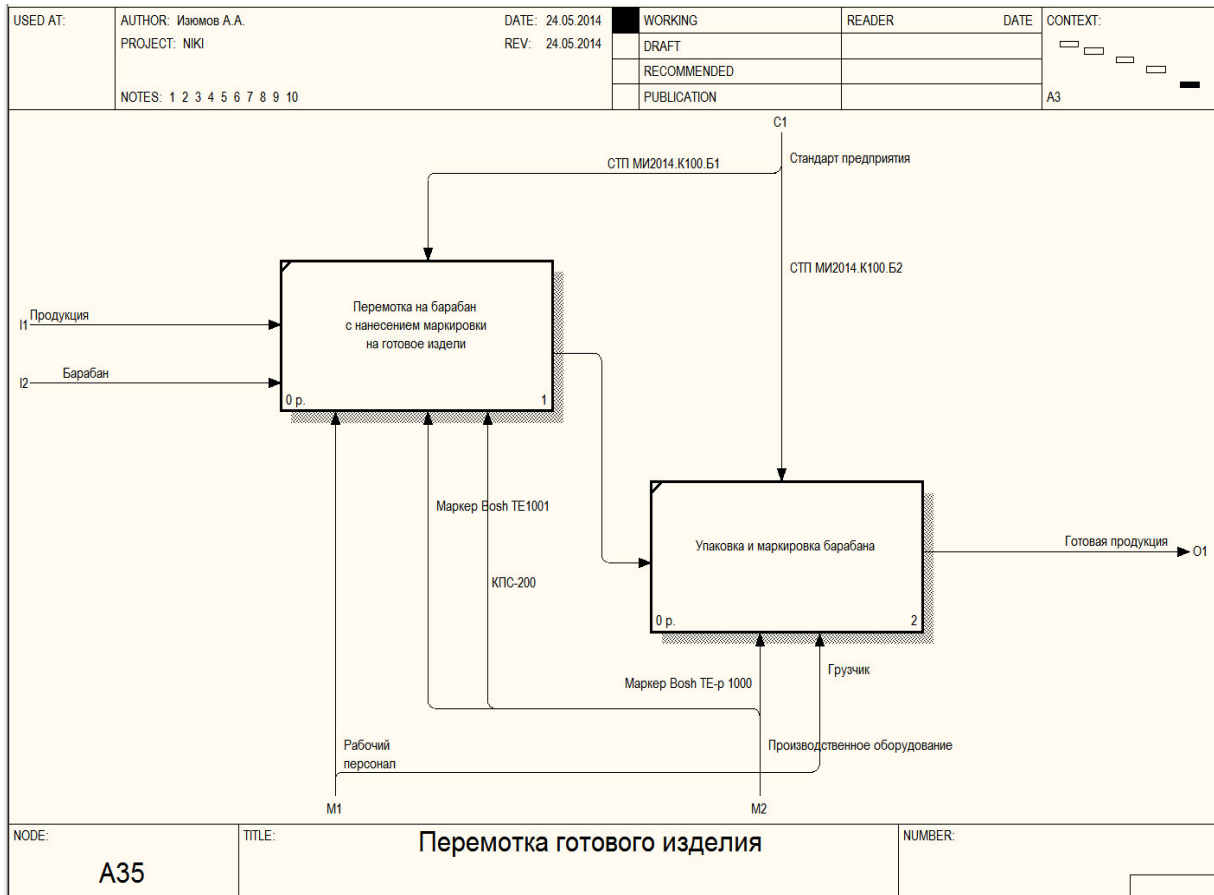 USED AT:
AUTHOR: Изюмов А.А.
DATE: 24.05.2014
WORKING
READER
DATE
CONTEXT:
PROJECT: NIKI
REV: 24.05.2014
DRAFT
RECOMMENDED
NOTES: 1 2 3 4 5 6 7 8 9 10
PUBLICATION
A3
C1
СТП МИ2014.К100.Б1
Стандарт предприятия
СТП МИ2014.К100.Б2
Перемотка на барабан
с нанесением маркировки
на готовое издели
0 р.
1
I1
Продукция
I2
Барабан
Маркер Bosh TE1001
КПС-200
Упаковка и маркировка барабана
0 р.
2
Готовая продукция
O1
Грузчик
Маркер Bosh TE-p 1000
Рабочий
персонал
Производственное оборудование
M1
M2
NODE:
A35
TITLE:
Перемотка готового изделия
NUMBER: